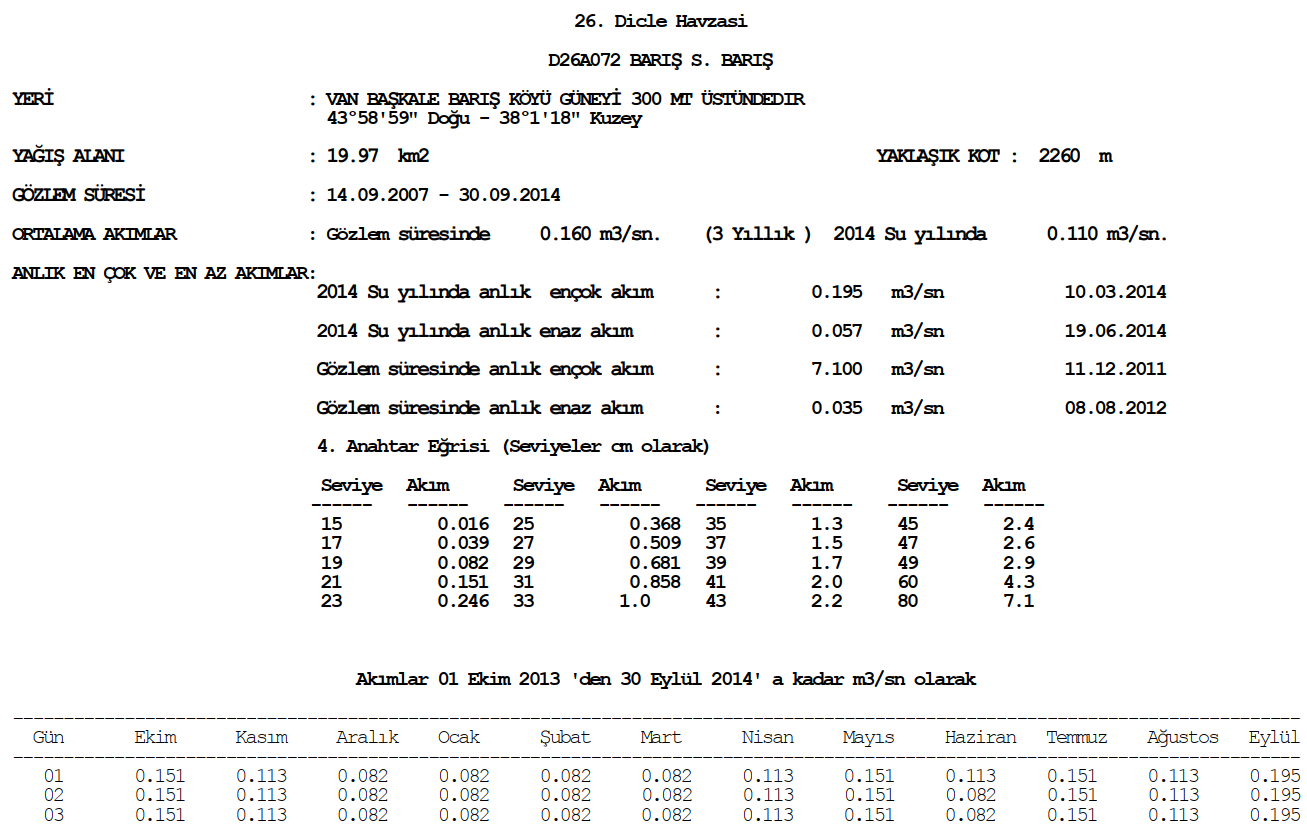 26. Dicle Havzasi
D26A072 BARIŞ S. BARIŞ
YERİ : VAN BAŞKALE BARIŞ KÖYÜ GÜNEYİ 300 MT ÜSTÜNDEDIR
43°58'59" Doğu - 38°1'18" Kuzey
YAĞIŞ ALANI : 19.97 km2 YAKLAŞIK KOT : 2260 m
GÖZLEM SÜRESİ : 14.09.2007 - 30.09.2014
ORTALAMA AKIMLAR : Gözlem süresinde 0.160 m3/sn. (3 Yıllık ) 2014 Su yılında 0.110 m3/sn.
ANLIK EN ÇOK VE EN AZ AKIMLAR:
2014 Su yılında anlık ençok akım : 0.195 m3/sn 10.03.2014
2014 Su yılında anlık enaz akım : 0.057 m3/sn 19.06.2014
Gözlem süresinde anlık ençok akım : 7.100 m3/sn 11.12.2011
Gözlem süresinde anlık enaz akım : 0.035 m3/sn 08.08.2012
4. Anahtar Eğrisi (Seviyeler cm olarak)
Seviye Akım Seviye Akım Seviye Akım Seviye Akım
------ ------ ------ ------ ------ ------ ------ ------
15 0.016 25 0.368 35 1.3 45 2.4
17 0.039 27 0.509 37 1.5 47 2.6
19 0.082 29 0.681 39 1.7 49 2.9
21 0.151 31 0.858 41 2.0 60 4.3
23 0.246 33 1.0 43 2.2 80 7.1
Akımlar 01 Ekim 2013 'den 30 Eylül 2014' a kadar m3/sn olarak
Gün Ekim Kasım Aralık Ocak Şubat Mart Nisan Mayıs Haziran Temmuz Ağustos Eylül
01 0.151 0.113 0.082 0.082 0.082 0.082 0.113 0.151 0.113 0.151 0.113 0.195
02 0.151 0.113 0.082 0.082 0.082 0.082 0.113 0.151 0.082 0.151 0.113 0.195
03 0.151 0.113 0.082 0.082 0.082 0.082 0.113 0.151 0.082 0.151 0.113 0.195